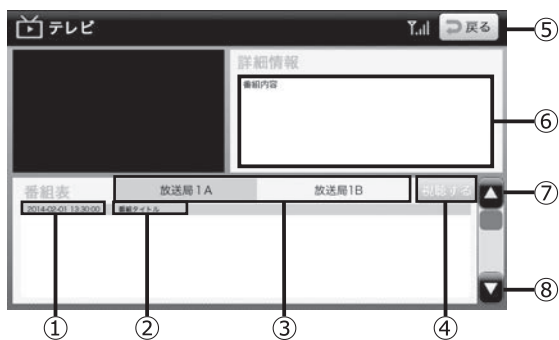 テレビ
戻る
⑤
詳細情報
番組内容
⑥
番組表
放送局1A
放送局1B
視聴する
⑦
2014-02-01 13:30:00
番組タイトル
①
②
③
④
⑧